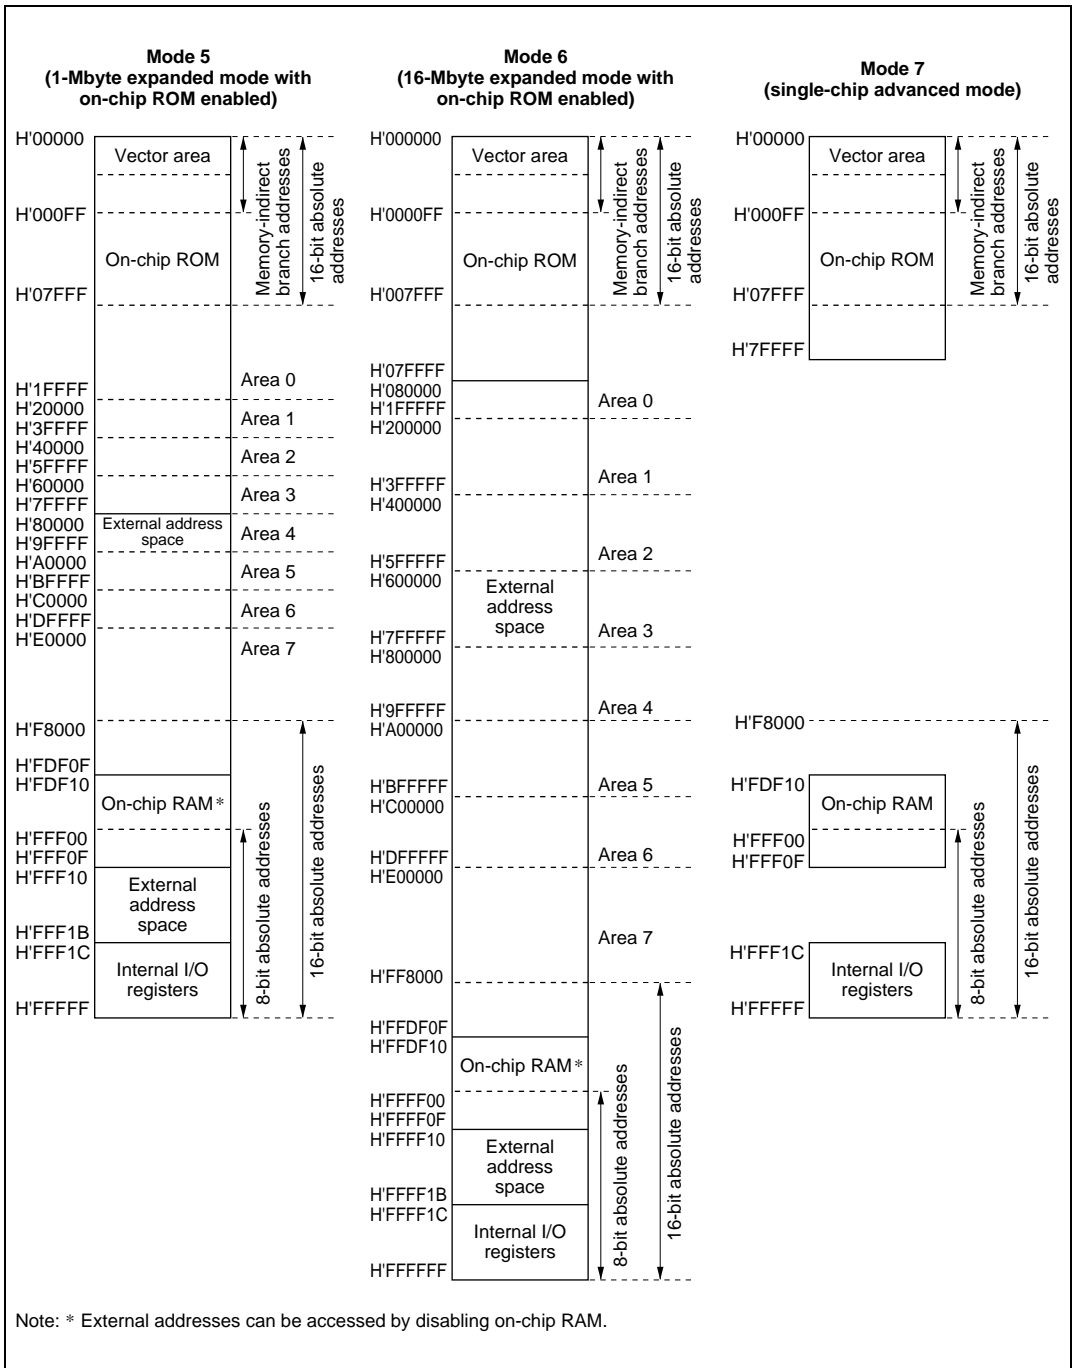 Mode 5
(1-Mbyte expanded mode with
on-chip ROM enabled)
H'00000
Vector area
H'000FF
On-chip ROM
H'07FFF
Memory-indirect
branch addresses
16-bit absolute
addresses
H'1FFFF
H'20000
H'3FFFF
H'40000
H'5FFFF
H'60000
H'7FFFF
H'80000
H'9FFFF
H'A0000
H'BFFFF
H'C0000
H'DFFFF
H'E0000
Area 0
Area 1
Area 2
Area 3
External address
space
Area 4
Area 5
Area 6
Area 7
H'F8000
H'FDF0F
H'FDF10
On-chip RAM*
H'FFF00
H'FFF0F
H'FFF10
External
address
space
H'FFF1B
H'FFF1C
Internal I/O
registers
H'FFFFF
8-bit absolute addresses
16-bit absolute addresses
Mode 6
(16-Mbyte expanded mode with
on-chip ROM enabled)
H'000000
Vector area
H'0000FF
On-chip ROM
H'007FFF
Memory-indirect
branch addresses
16-bit absolute
addresses
H'07FFFF
H'080000
H'1FFFFF
H'200000
Area 0
H'3FFFFF
H'400000
Area 1
H'5FFFFF
H'600000
Area 2
External
address
space
H'7FFFFF
H'800000
Area 3
H'9FFFFF
H'A00000
Area 4
H'BFFFFF
H'C00000
Area 5
H'DFFFFF
H'E00000
Area 6
Area 7
H'FF8000
H'FFDF0F
H'FFDF10
On-chip RAM*
H'FFFF00
H'FFFF0F
H'FFFF10
External
address
space
H'FFFF1B
H'FFFF1C
Internal I/O
registers
H'FFFFFF
8-bit absolute addresses
16-bit absolute addresses
Mode 7
(single-chip advanced mode)
H'00000
Vector area
H'000FF
On-chip ROM
H'07FFF
H'7FFFF
Memory-indirect
branch addresses
16-bit absolute
addresses
H'F8000
H'FDF10
On-chip RAM
H'FFF00
H'FFF0F
H'FFF1C
Internal I/O
registers
H'FFFFF
8-bit absolute addresses
16-bit absolute addresses
Note: * External addresses can be accessed by disabling on-chip RAM.